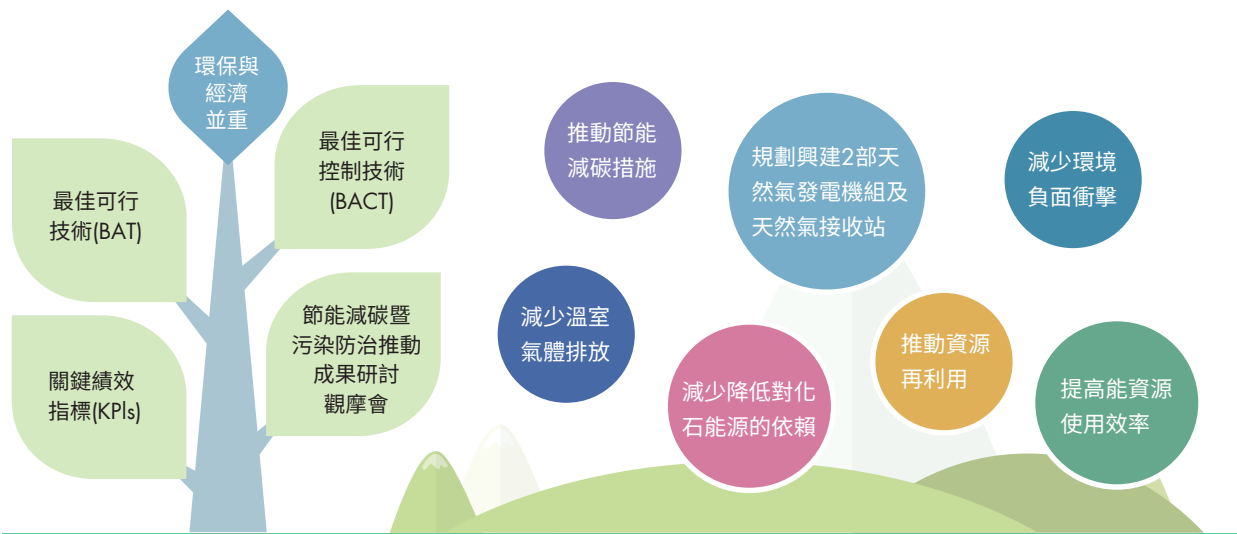 環保與
經濟
並重
最佳可行
控制技術
(BACT)
最佳可行
技術(BAT)
節能減碳暨
污染防治推動
成果研討
觀摩會
關鍵績效
指標(KPIs)
推動節能
減碳措施
規劃興建2部天
然氣發電機組及
天然氣接收站
減少環境
負面衝擊
減少溫室
氣體排放
減少降低對化
石能源的依賴
推動資源
再利用
提高能資源
使用效率